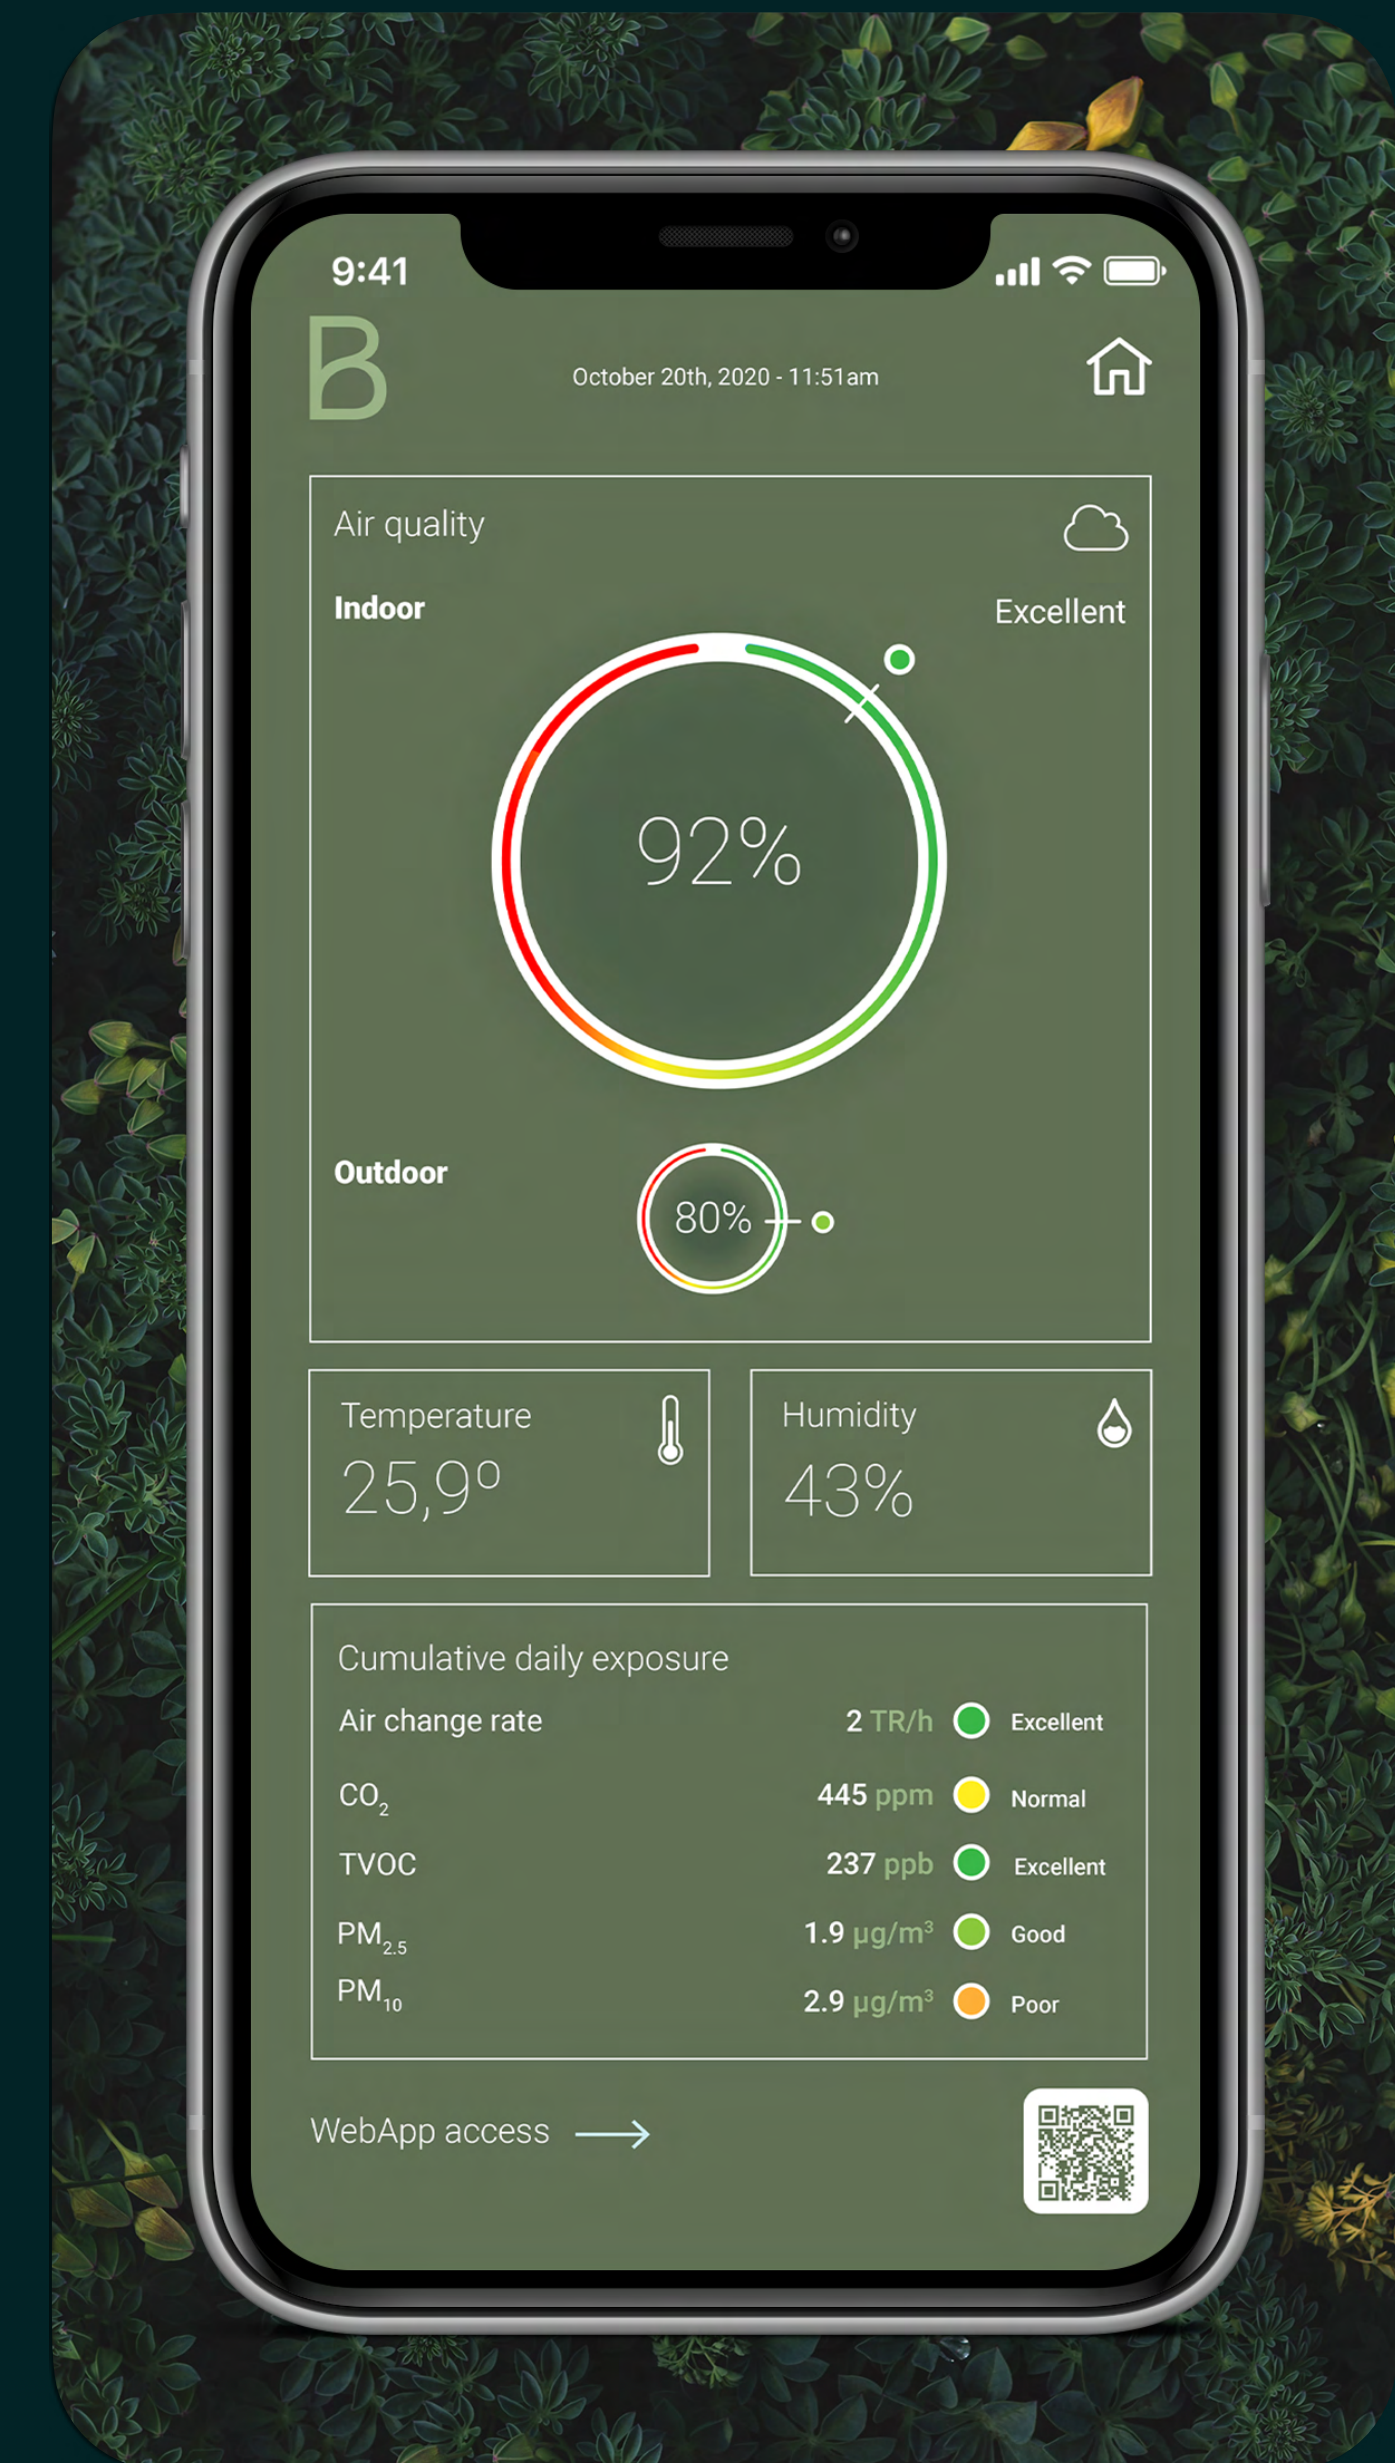 9:41
B
October 20th, 2020 - 11:51am
Air quality
Indoor
Excellent
92%
Outdoor
80%
Temperature
25,9º
Humidity
43%
Cumulative daily exposure
Air change rate 2 TR/h Excellent
CO₂ 445 ppm Normal
TVOC 237 ppb Excellent
PM₂.₅ 1.9 µg/m³ Good
PM₁₀ 2.9 µg/m³ Poor
WebApp access